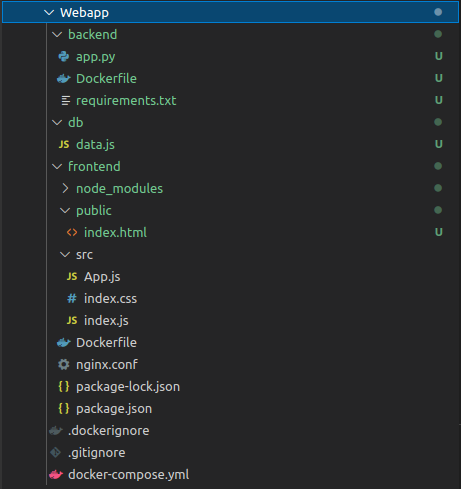 Webapp
backend
app.py U
Dockerfile U
requirements.txt U
db
JS data.js U
frontend
node_modules
public
<> index.html U
src
JS App.js
# index.css
JS index.js
Dockerfile
nginx.conf
{} package-lock.json
{} package.json
.dockerignore
.gitignore
docker-compose.yml